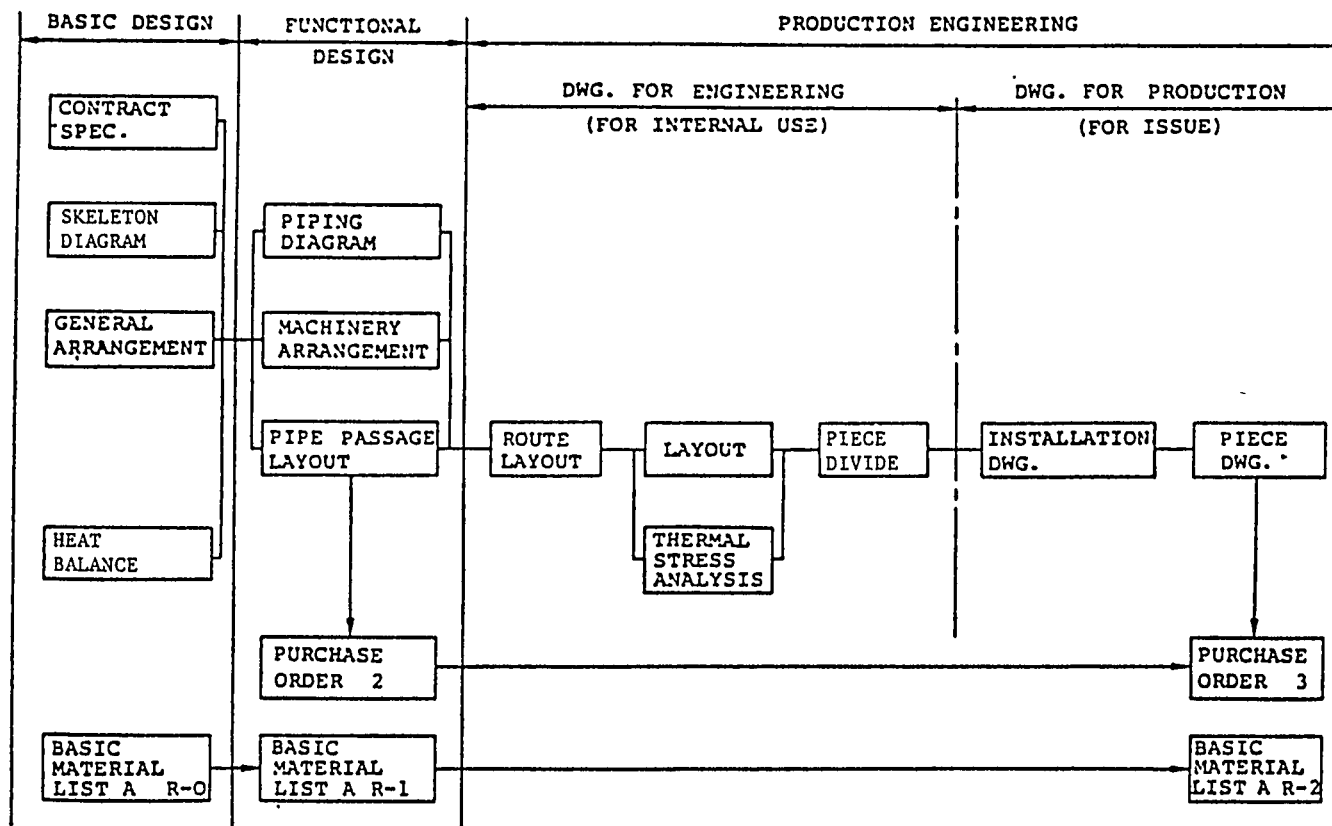 BASIC DESIGN
FUNCTIONAL
DESIGN
PRODUCTION ENGINEERING
DWG. FOR ENGINEERING
(FOR INTERNAL USE)
DWG. FOR PRODUCTION
(FOR ISSUE)
CONTRACT
SPEC.
SKELETON
DIAGRAM
GENERAL
ARRANGEMENT
HEAT
BALANCE
PIPING
DIAGRAM
MACHINERY
ARRANGEMENT
PIPE PASSAGE
LAYOUT
ROUTE
LAYOUT
LAYOUT
THERMAL
STRESS
ANALYSIS
PIECE
DIVIDE
INSTALLATION
DWG.
PIECE
DWG.
PURCHASE
ORDER 2
PURCHASE
ORDER 3
BASIC
MATERIAL
LIST A R-0
BASIC
MATERIAL
LIST A R-1
BASIC
MATERIAL
LIST A R-2